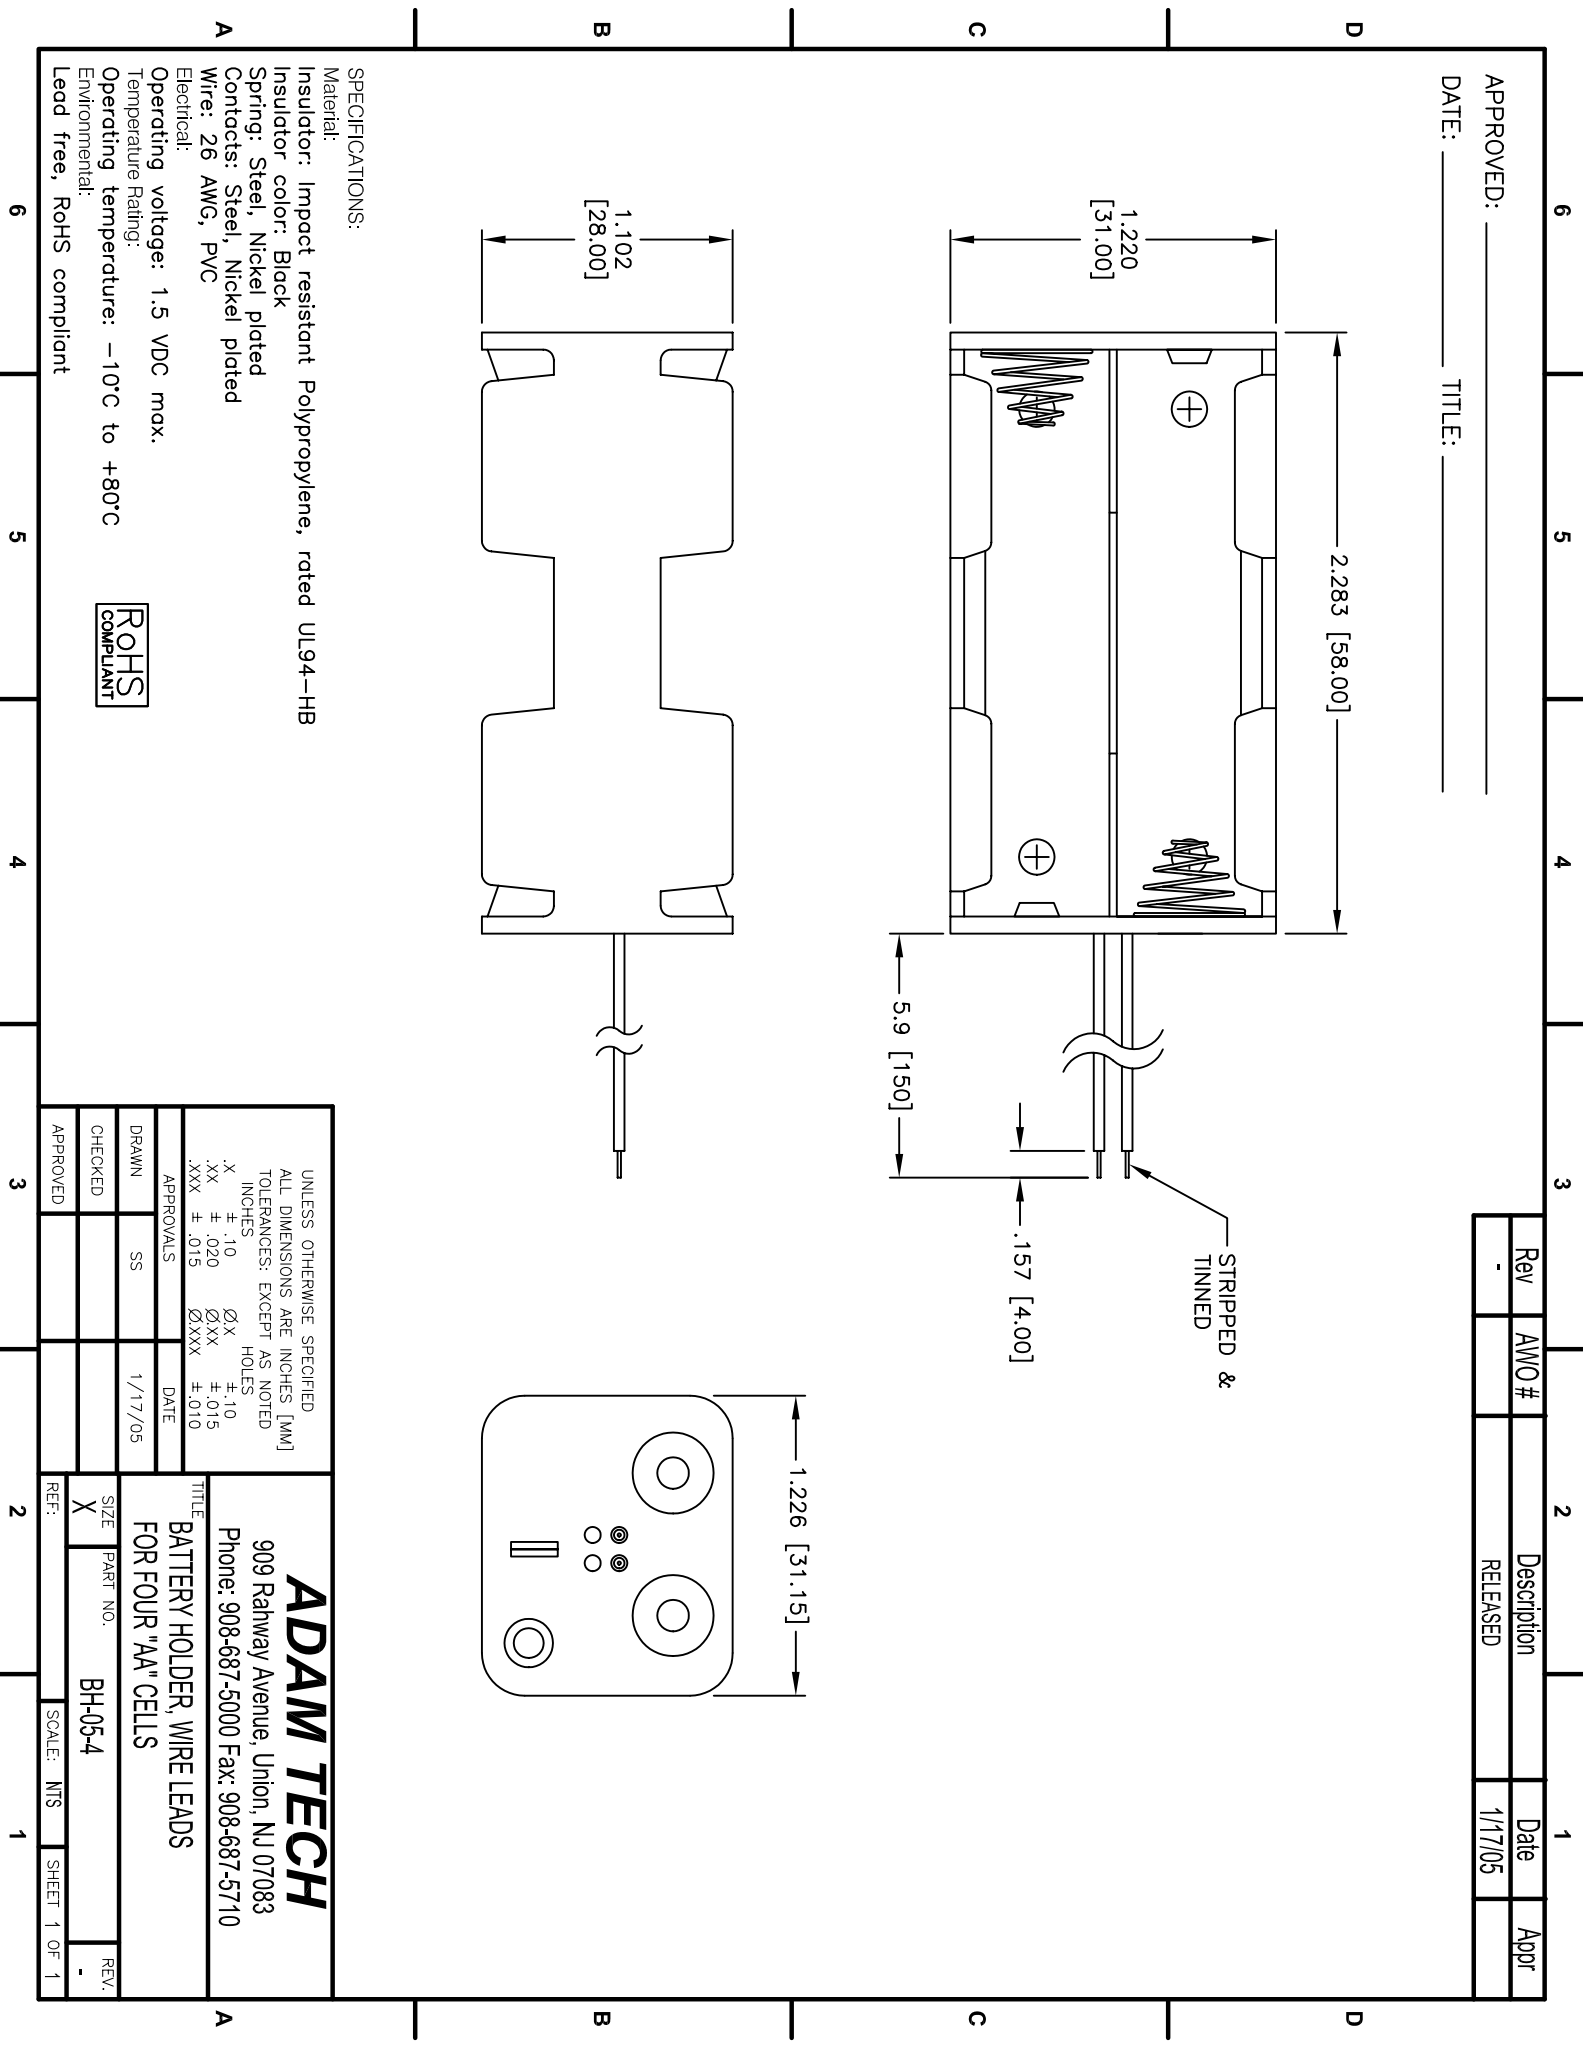 6
5
4
3
2
1
D
C
B
A
D
C
B
A
APPROVED:
DATE: TITLE:
Rev AWO # Description Date Appr
- RELEASED 1/17/05
2.283 [58.00]
1.220
[31.00]
STRIPPED &
TINNED
.157 [4.00]
5.9 [150]
1.102
[28.00]
1.226 [31.15]
SPECIFICATIONS:
Material:
Insulator: Impact resistant Polypropylene, rated UL94-HB
Insulator color: Black
Spring: Steel, Nickel plated
Contacts: Steel, Nickel plated
Wire: 26 AWG, PVC
Electrical:
Operating voltage: 1.5 VDC max.
Temperature Rating:
Operating temperature: -10°C to +80°C
Environmental:
Lead free, RoHS compliant
RoHS
COMPLIANT
UNLESS OTHERWISE SPECIFIED
ALL DIMENSIONS ARE INCHES [MM]
TOLERANCES: EXCEPT AS NOTED
INCHES HOLES
.X ± .10 Ø.X ±.10
.XX ± .020 Ø.XX ±.015
.XXX ± .015 Ø.XXX ±.010
APPROVALS DATE
DRAWN SS 1/17/05
CHECKED
APPROVED
ADAM TECH
909 Rahway Avenue, Union, NJ 07083
Phone: 908-687-5000 Fax: 908-687-5710
TITLE
BATTERY HOLDER, WIRE LEADS
FOR FOUR "AA" CELLS
SIZE PART NO. REV.
X BH-05-4 -
REF: SCALE: NTS SHEET 1 OF 1
6
5
4
3
2
1